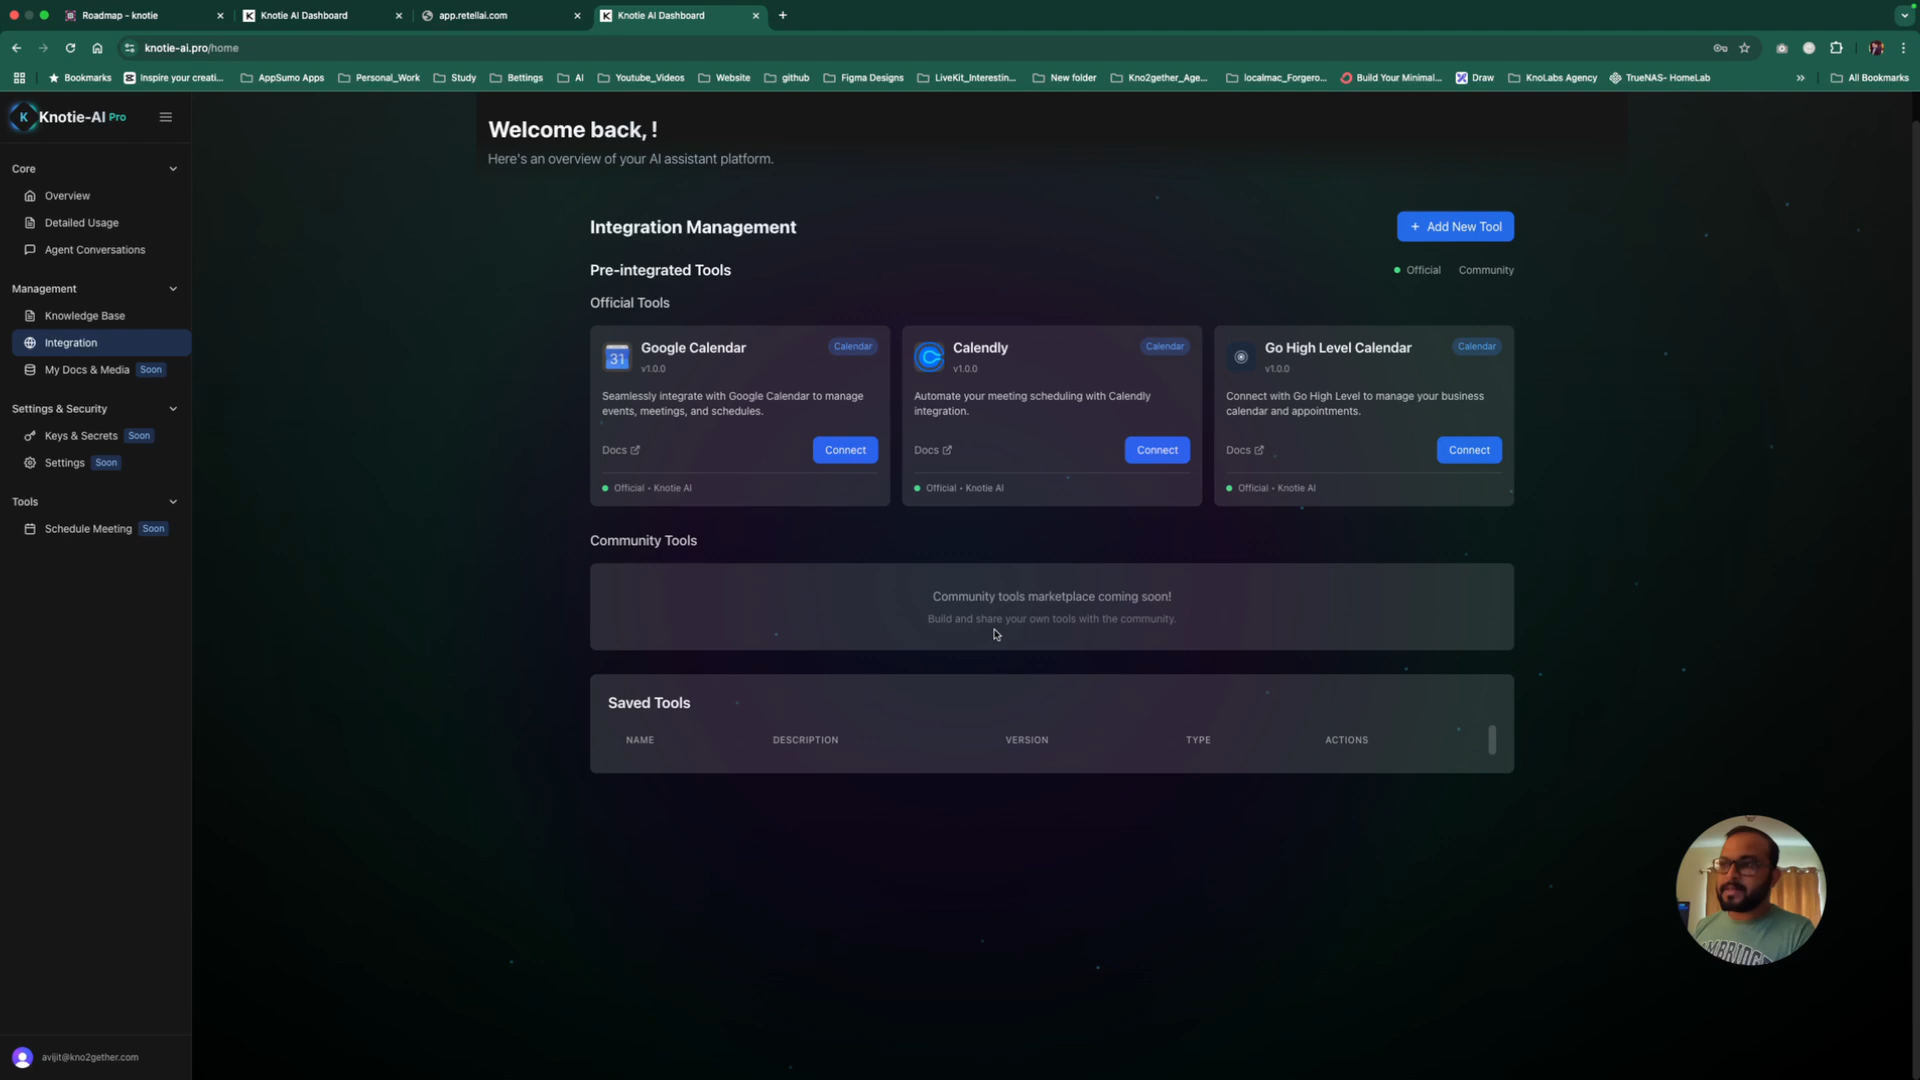 Roadmap - knotie
Knotie AI Dashboard
app.retellai.com
Knotie AI Dashboard
knotie-ai.pro/home
Bookmarks
Inspire your creati...
AppSumo Apps
Personal_Work
Study
Bettings
AI
Youtube_Videos
Website
github
Figma Designs
LiveKit_Interestin...
New folder
Kno2gether_Age...
localmac_Forgero...
Build Your Minimal...
Draw
KnoLabs Agency
TrueNAS- HomeLab
All Bookmarks
K Knotie-AI Pro
Core
Overview
Detailed Usage
Agent Conversations
Management
Knowledge Base
Integration
My Docs & Media Soon
Settings & Security
Keys & Secrets Soon
Settings Soon
Tools
Schedule Meeting Soon
avijit@kno2gether.com
Welcome back, !
Here's an overview of your AI assistant platform.
Integration Management
+ Add New Tool
Pre-integrated Tools
Official Community
Official Tools
31
Google Calendar
Calendar
v1.0.0
Seamlessly integrate with Google Calendar to manage
events, meetings, and schedules.
Docs
Connect
Official • Knotie AI
Calendly
Calendar
v1.0.0
Automate your meeting scheduling with Calendly
integration.
Docs
Connect
Official • Knotie AI
Go High Level Calendar
Calendar
v1.0.0
Connect with Go High Level to manage your business
calendar and appointments.
Docs
Connect
Official • Knotie AI
Community Tools
Community tools marketplace coming soon!
Build and share your own tools with the community.
Saved Tools
NAME DESCRIPTION VERSION TYPE ACTIONS